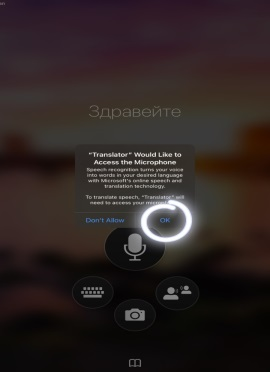 Здравейте
“Translator” Would Like to
Access the Microphone
Speech recognition turns your voice
into words in your desired language
with Microsoft's online speech and
translation technology.
To translate speech, “Translator” will
need to access your
Don't Allow
OK